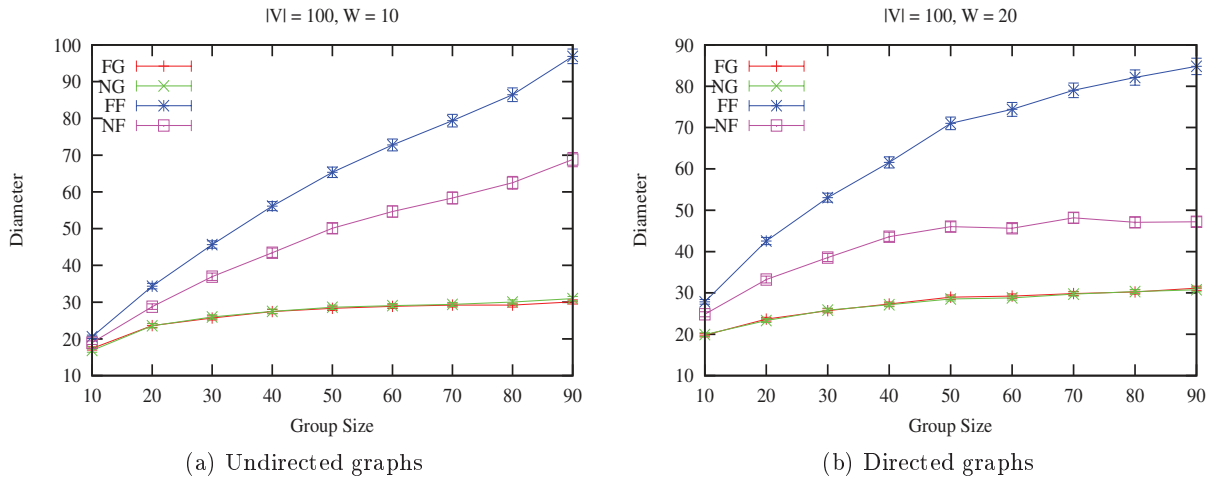 |V| = 100, W = 10
100
90
80
70
60
50
40
30
20
10
Diameter
FG
NG
FF
NF
10 20 30 40 50 60 70 80 90
Group Size
(a) Undirected graphs
|V| = 100, W = 20
90
80
70
60
50
40
30
20
10
Diameter
FG
NG
FF
NF
10 20 30 40 50 60 70 80 90
Group Size
(b) Directed graphs